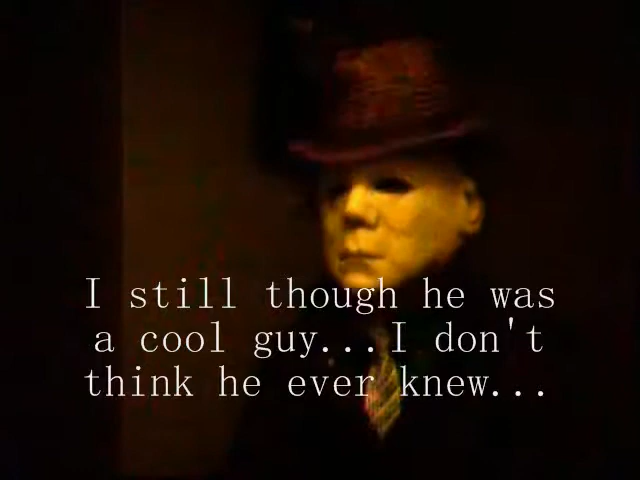 I still though he was
a cool guy...I don't
think he ever knew...